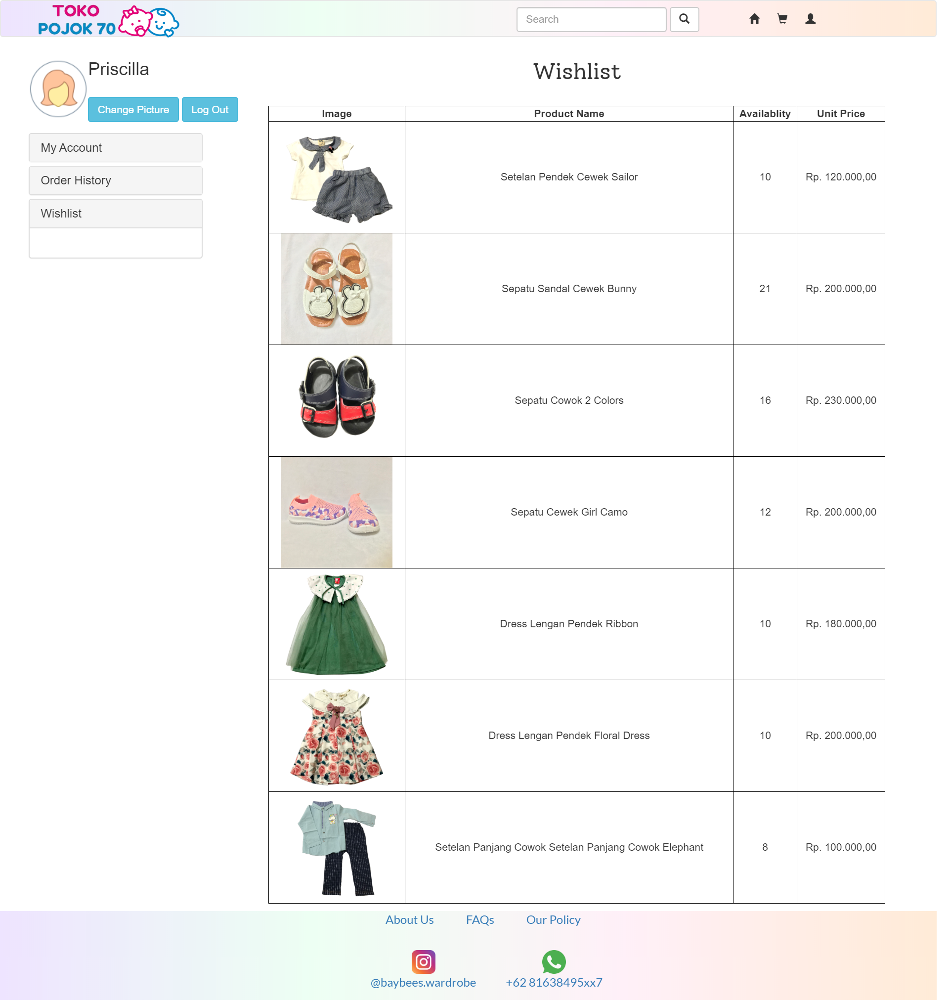 TOKO
POJOK 70
Search
Priscilla
Change Picture Log Out
My Account
Order History
Wishlist
Wishlist
Image Product Name Availablity Unit Price
Setelan Pendek Cewek Sailor 10 Rp. 120.000,00
Sepatu Sandal Cewek Bunny 21 Rp. 200.000,00
Sepatu Cowok 2 Colors 16 Rp. 230.000,00
Sepatu Cewek Girl Camo 12 Rp. 200.000,00
Dress Lengan Pendek Ribbon 10 Rp. 180.000,00
Dress Lengan Pendek Floral Dress 10 Rp. 200.000,00
Setelan Panjang Cowok Setelan Panjang Cowok Elephant 8 Rp. 100.000,00
About Us FAQs Our Policy
@baybees.wardrobe +62 81638495xx7